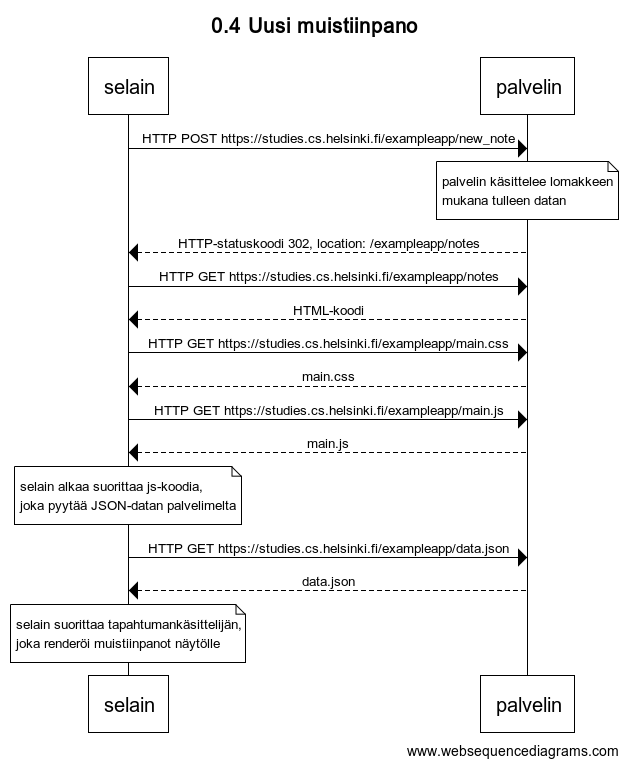 0.4 Uusi muistiinpano
selain
palvelin
HTTP POST https://studies.cs.helsinki.fi/exampleapp/new_note
palvelin käsittelee lomakkeen
mukana tulleen datan
HTTP-statuskoodi 302, location: /exampleapp/notes
HTTP GET https://studies.cs.helsinki.fi/exampleapp/notes
HTML-koodi
HTTP GET https://studies.cs.helsinki.fi/exampleapp/main.css
main.css
HTTP GET https://studies.cs.helsinki.fi/exampleapp/main.js
main.js
selain alkaa suorittaa js-koodia,
joka pyytää JSON-datan palvelimelta
HTTP GET https://studies.cs.helsinki.fi/exampleapp/data.json
data.json
selain suorittaa tapahtumankäsittelijän,
joka renderöi muistiinpanot näytölle
selain
palvelin
www.websequencediagrams.com